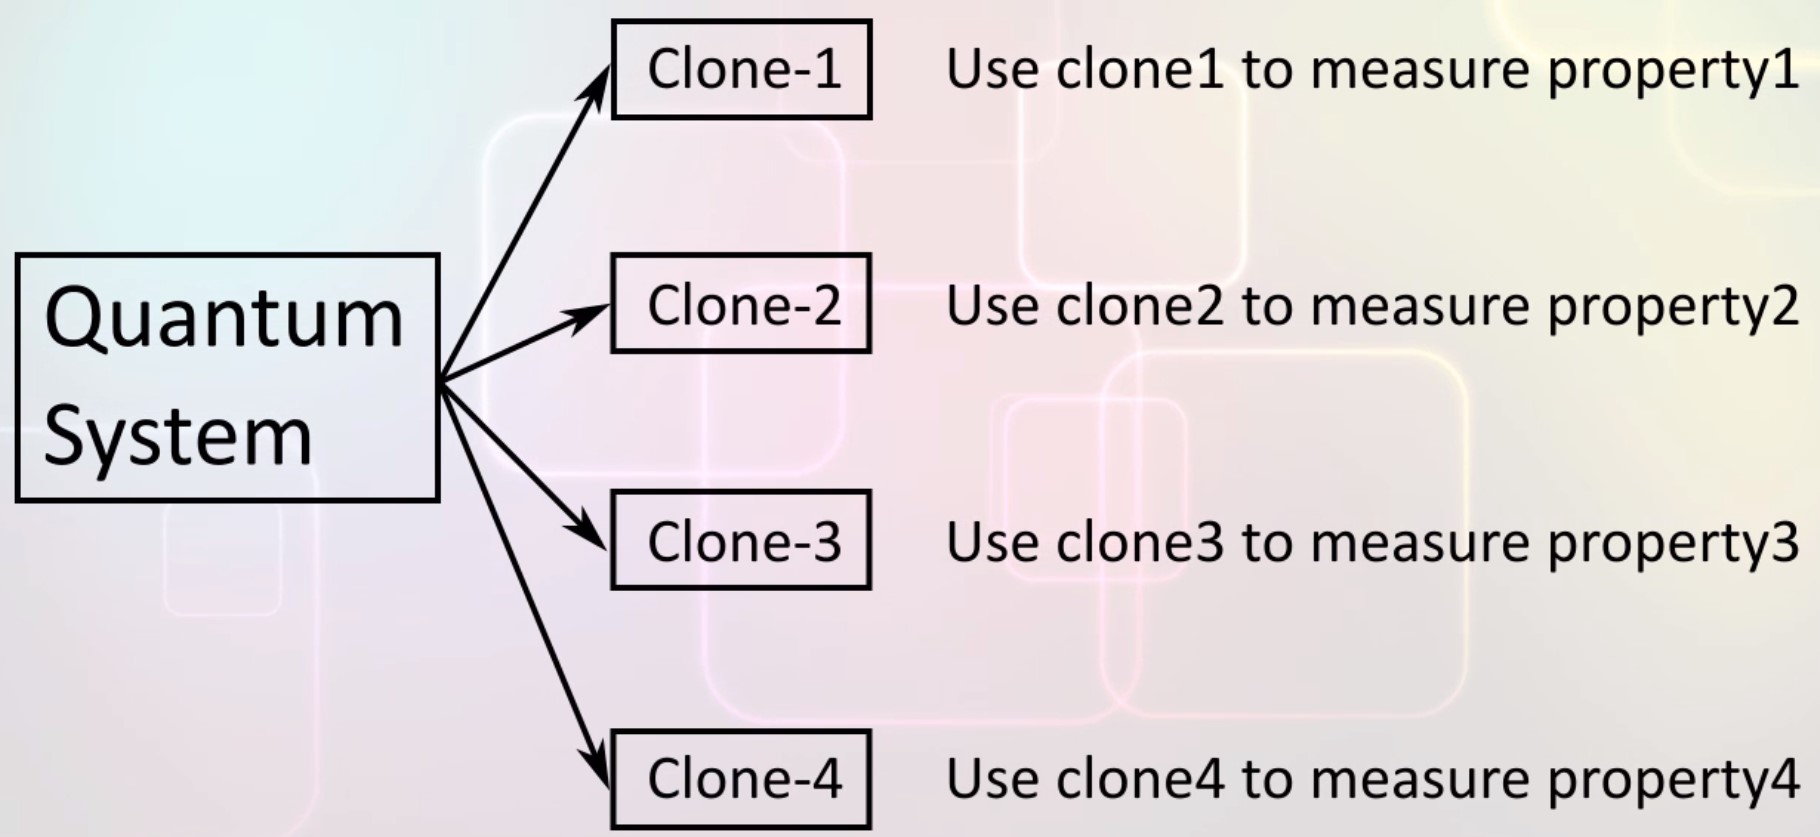 Clone-1 Use clone1 to measure property1
Quantum
System
Clone-2 Use clone2 to measure property2
Clone-3 Use clone3 to measure property3
Clone-4 Use clone4 to measure property4